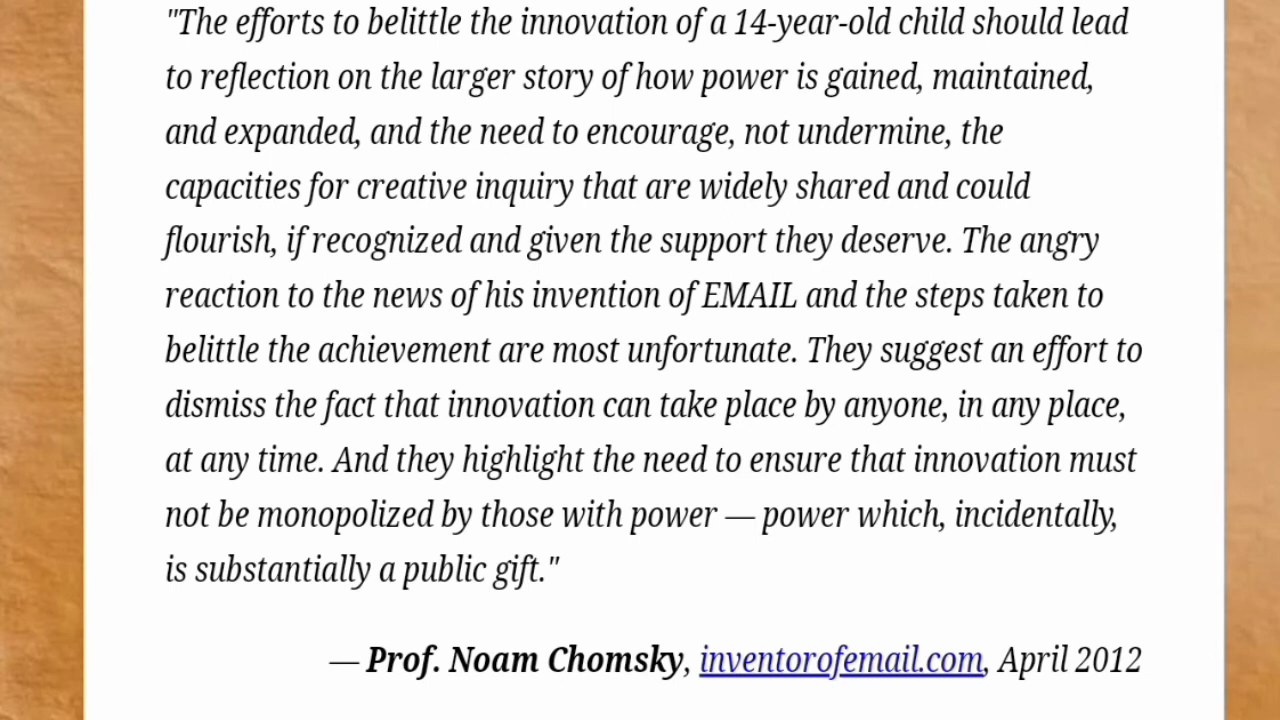 "The efforts to belittle the innovation of a 14-year-old child should lead
to reflection on the larger story of how power is gained, maintained,
and expanded, and the need to encourage, not undermine, the
capacities for creative inquiry that are widely shared and could
flourish, if recognized and given the support they deserve. The angry
reaction to the news of his invention of EMAIL and the steps taken to
belittle the achievement are most unfortunate. They suggest an effort to
dismiss the fact that innovation can take place by anyone, in any place,
at any time. And they highlight the need to ensure that innovation must
not be monopolized by those with power — power which, incidentally,
is substantially a public gift."
— Prof. Noam Chomsky, inventorofemail.com, April 2012